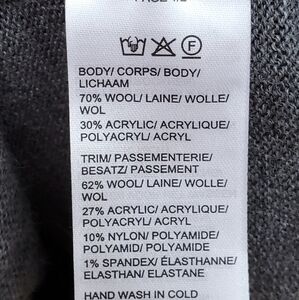 BODY/ CORPS/ BODY/
LICHAAM
70% WOOL/ LAINE/ WOLLE/
WOL
30% ACRYLIC/ ACRYLIQUE/
POLYACRYL/ ACRYL
TRIM/ PASSEMENTERIE/
BESATZ/ PASSEMENT
62% WOOL/ LAINE/ WOLLE/
WOL
27% ACRYLIC/ ACRYLIQUE/
POLYACRYL/ ACRYL
10% NYLON/ POLYAMIDE/
POLYAMID/ POLYAMIDE
1% SPANDEX/ ÉLASTHANNE/
ELASTHAN/ ELASTANE
HAND WASH IN COLD